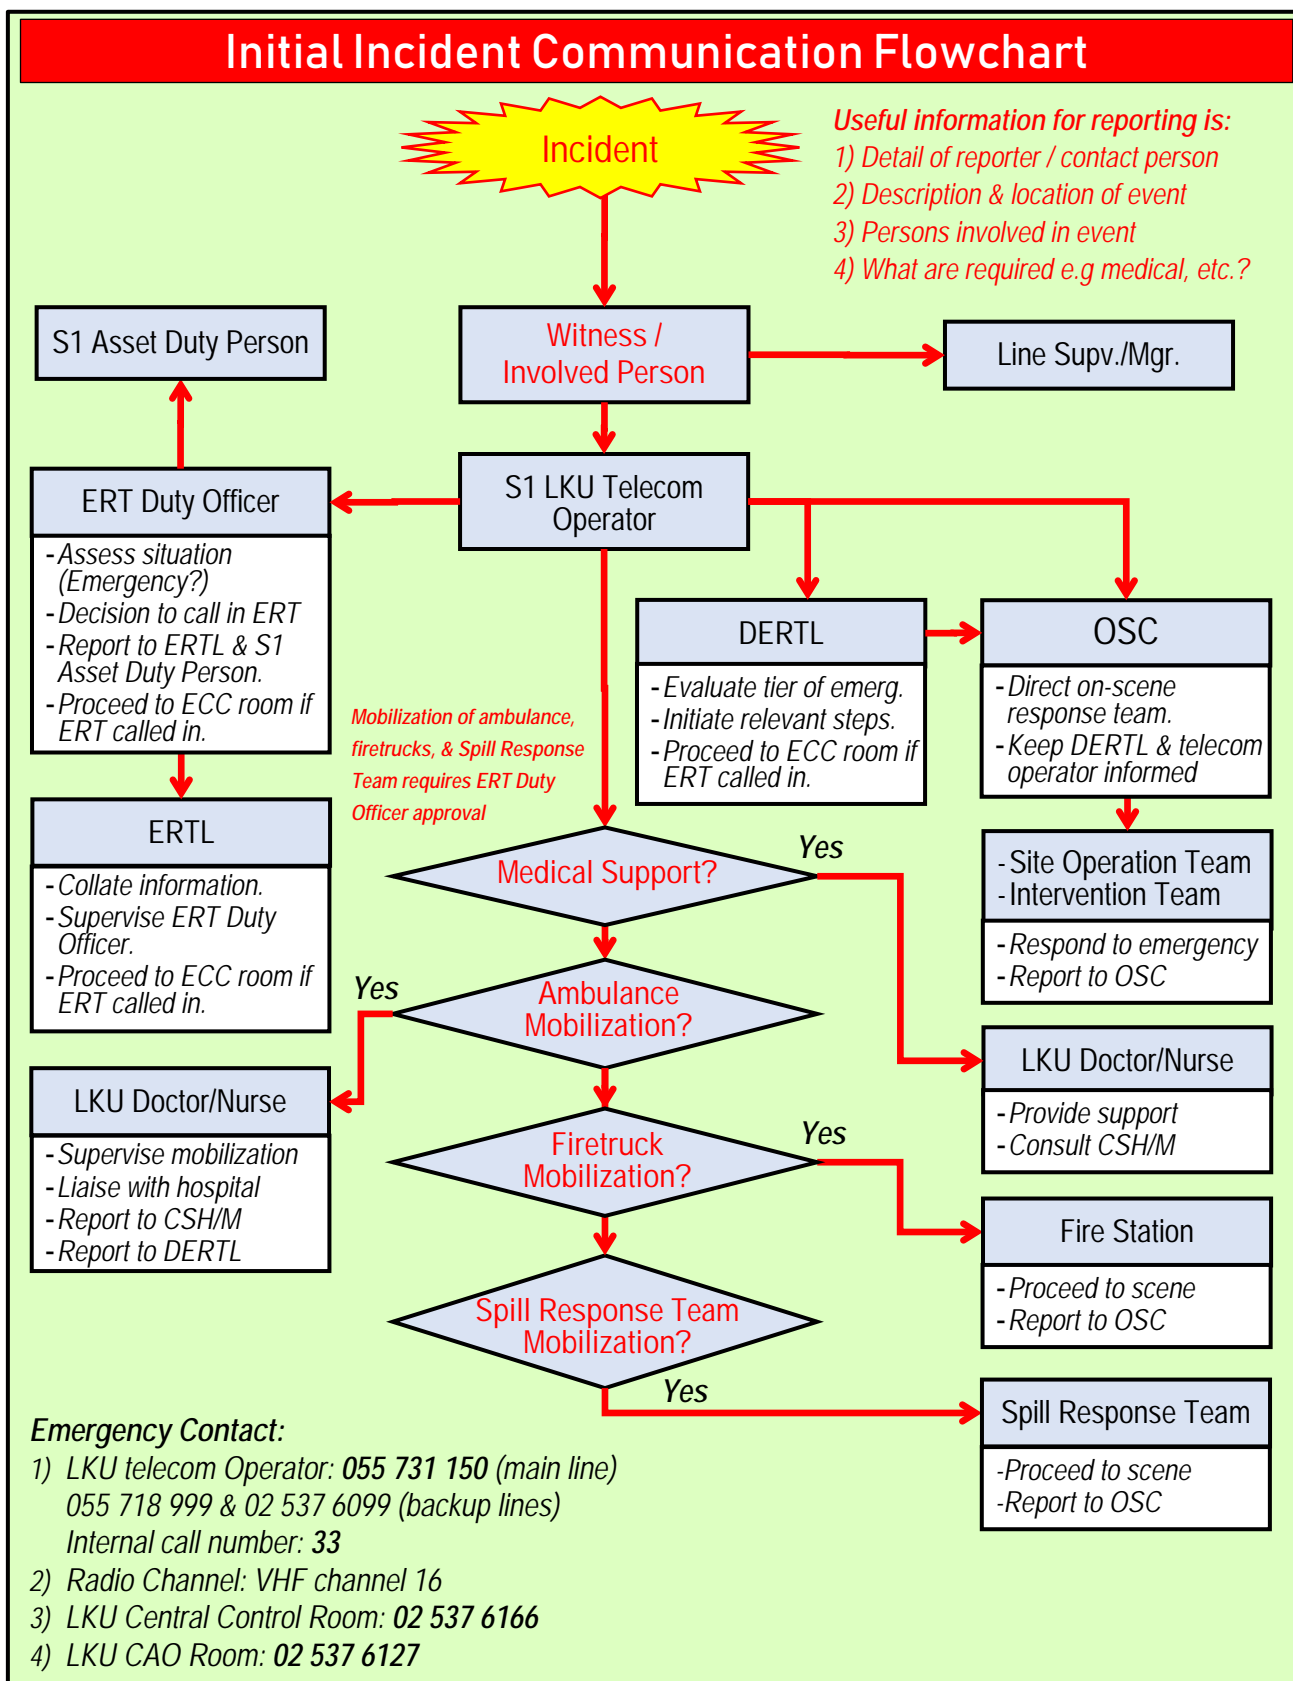 Initial Incident Communication Flowchart
Incident
Useful information for reporting is:
1) Detail of reporter / contact person
2) Description & location of event
3) Persons involved in event
4) What are required e.g medical, etc.?
S1 Asset Duty Person
Witness /
Involved Person
Line Supv./Mgr.
ERT Duty Officer
- Assess situation
(Emergency?)
- Decision to call in ERT
- Report to ERTL & S1
Asset Duty Person.
- Proceed to ECC room if
ERT called in.
S1 LKU Telecom
Operator
DERTL
- Evaluate tier of emerg.
- Initiate relevant steps.
- Proceed to ECC room if
ERT called in.
OSC
- Direct on-scene
response team.
- Keep DERTL & telecom
operator informed
Mobilization of ambulance,
firetrucks, & Spill Response
Team requires ERT Duty
Officer approval
ERTL
- Collate information.
- Supervise ERT Duty
Officer.
- Proceed to ECC room if
ERT called in.
Medical Support?
Yes
- Site Operation Team
- Intervention Team
- Respond to emergency
- Report to OSC
Ambulance
Mobilization?
Yes
LKU Doctor/Nurse
- Supervise mobilization
- Liaise with hospital
- Report to CSH/M
- Report to DERTL
LKU Doctor/Nurse
- Provide support
- Consult CSH/M
Firetruck
Mobilization?
Yes
Fire Station
- Proceed to scene
- Report to OSC
Spill Response Team
Mobilization?
Yes
Spill Response Team
-Proceed to scene
-Report to OSC
Emergency Contact:
1) LKU telecom Operator: 055 731 150 (main line)
055 718 999 & 02 537 6099 (backup lines)
Internal call number: 33
2) Radio Channel: VHF channel 16
3) LKU Central Control Room: 02 537 6166
4) LKU CAO Room: 02 537 6127